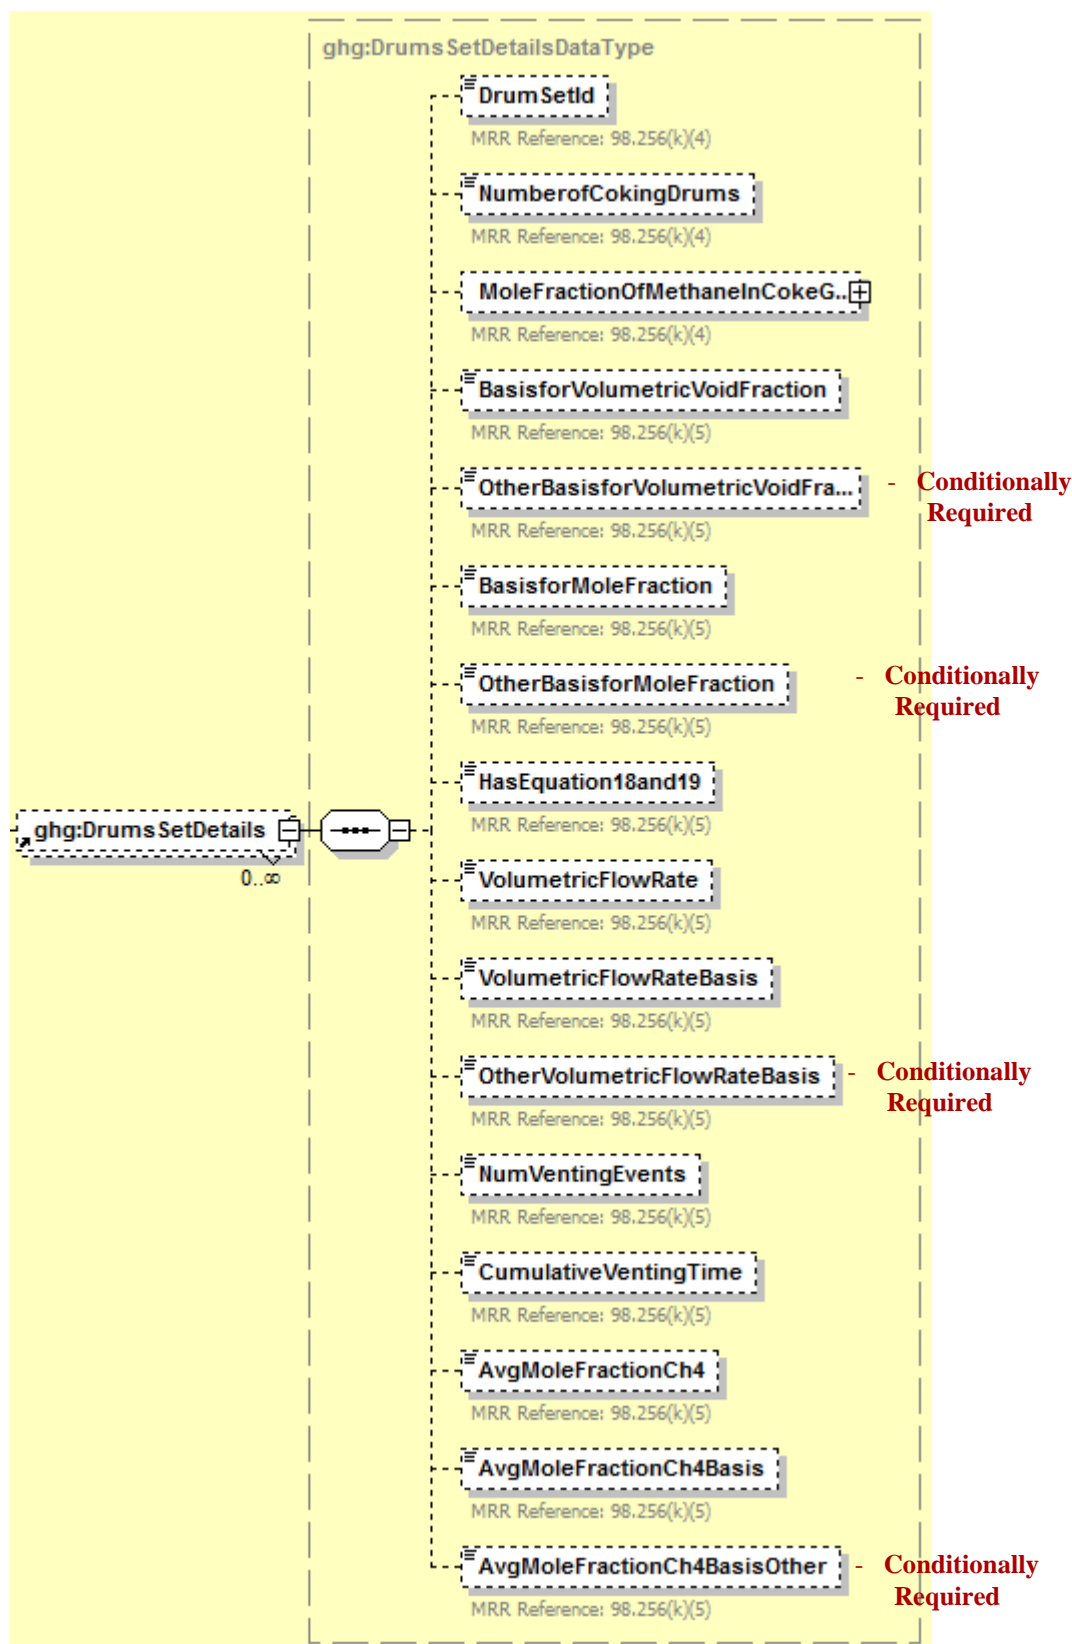 ghg:DrumsSetDetailsDataType
DrumSetId
MRR Reference: 98.256(k)(4)
NumberofCokingDrums
MRR Reference: 98.256(k)(4)
MoleFractionOfMethaneInCokeG..
MRR Reference: 98.256(k)(4)
BasisforVolumetricVoidFraction
MRR Reference: 98.256(k)(5)
OtherBasisforVolumetricVoidFra... - Conditionally
Required
MRR Reference: 98.256(k)(5)
BasisforMoleFraction
MRR Reference: 98.256(k)(5)
OtherBasisforMoleFraction - Conditionally
Required
MRR Reference: 98.256(k)(5)
HasEquation18and19
MRR Reference: 98.256(k)(5)
ghg:DrumsSetDetails
0..∞
VolumetricFlowRate
MRR Reference: 98.256(k)(5)
VolumetricFlowRateBasis
MRR Reference: 98.256(k)(5)
OtherVolumetricFlowRateBasis - Conditionally
Required
MRR Reference: 98.256(k)(5)
NumVentingEvents
MRR Reference: 98.256(k)(5)
CumulativeVentingTime
MRR Reference: 98.256(k)(5)
AvgMoleFractionCh4
MRR Reference: 98.256(k)(5)
AvgMoleFractionCh4Basis
MRR Reference: 98.256(k)(5)
AvgMoleFractionCh4BasisOther - Conditionally
Required
MRR Reference: 98.256(k)(5)